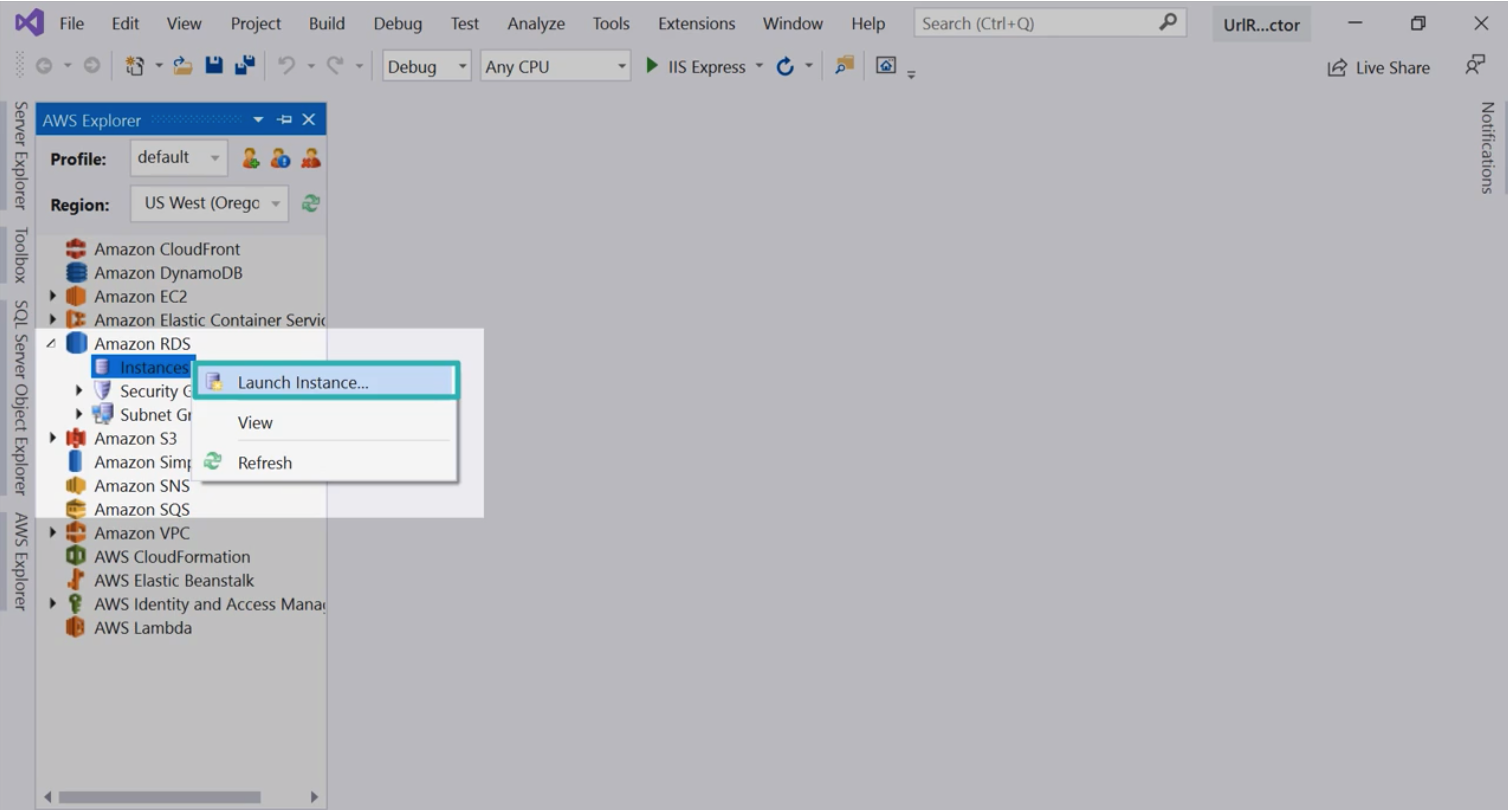 File Edit View Project Build Debug Test Analyze Tools Extensions Window Help Search (Ctrl+Q) UrlR...ctor
Debug Any CPU IIS Express Live Share
Server Explorer
Toolbox
SQL Server Object Explorer
AWS Explorer
AWS Explorer
Profile: default
Region: US West (Orego
Amazon CloudFront
Amazon DynamoDB
Amazon EC2
Amazon Elastic Container Servic
Amazon RDS
Instances
Security G
Subnet Gr
Amazon S3
Amazon Simp
Amazon SNS
Amazon SQS
Amazon VPC
AWS CloudFormation
AWS Elastic Beanstalk
AWS Identity and Access Manag
AWS Lambda
Launch Instance...
View
Refresh
Notifications